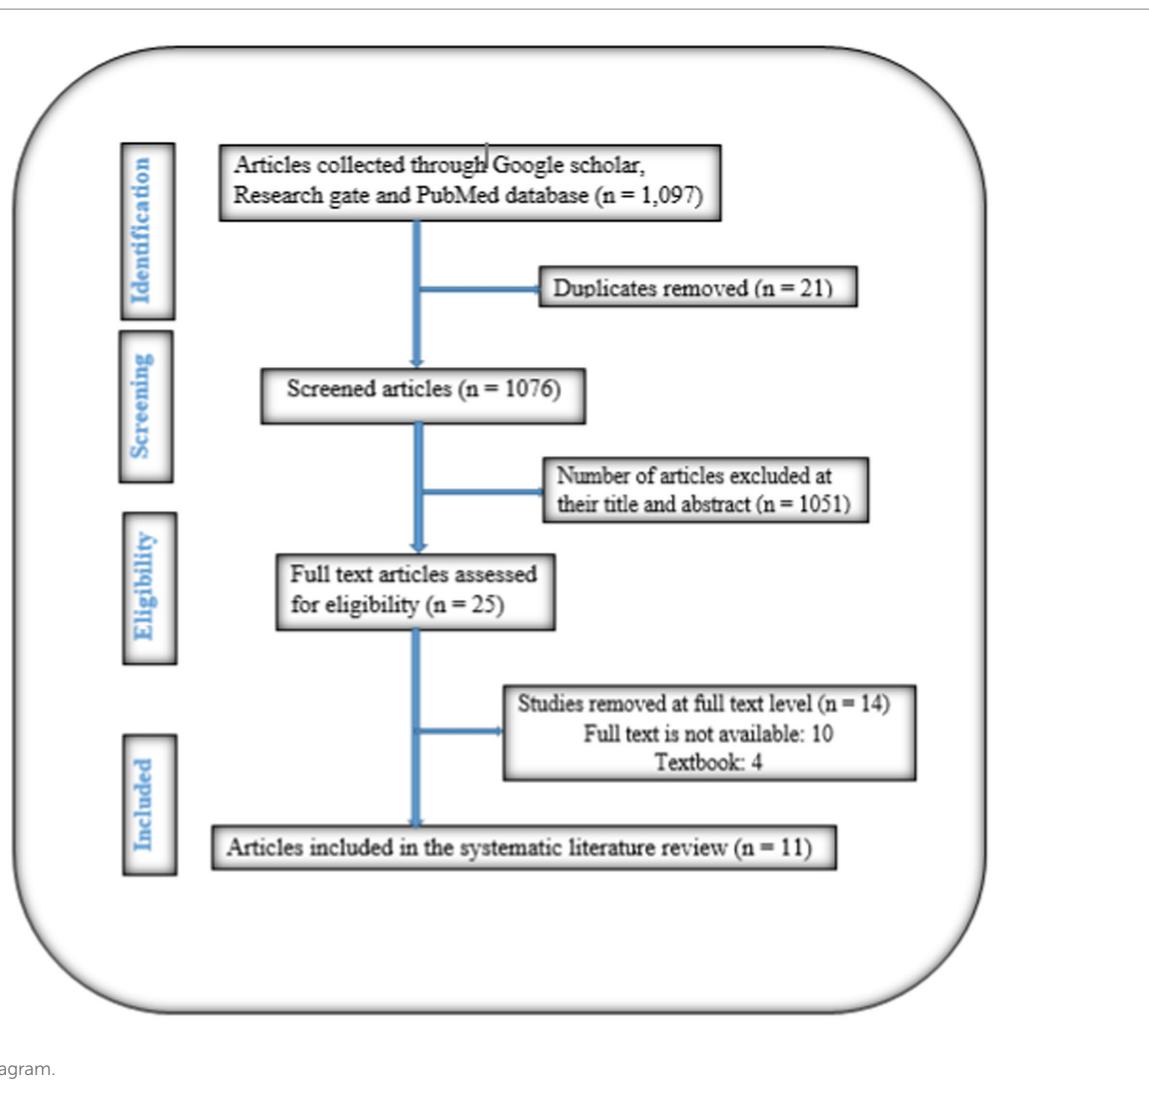 Identification
Articles collected through Google scholar,
Research gate and PubMed database (n = 1,097)
Duplicates removed (n = 21)
Screening
Screened articles (n = 1076)
Number of articles excluded at
their title and abstract (n = 1051)
Eligibility
Full text articles assessed
for eligibility (n = 25)
Studies removed at full text level (n = 14)
Full text is not available: 10
Textbook: 4
Included
Articles included in the systematic literature review (n = 11)
agram.